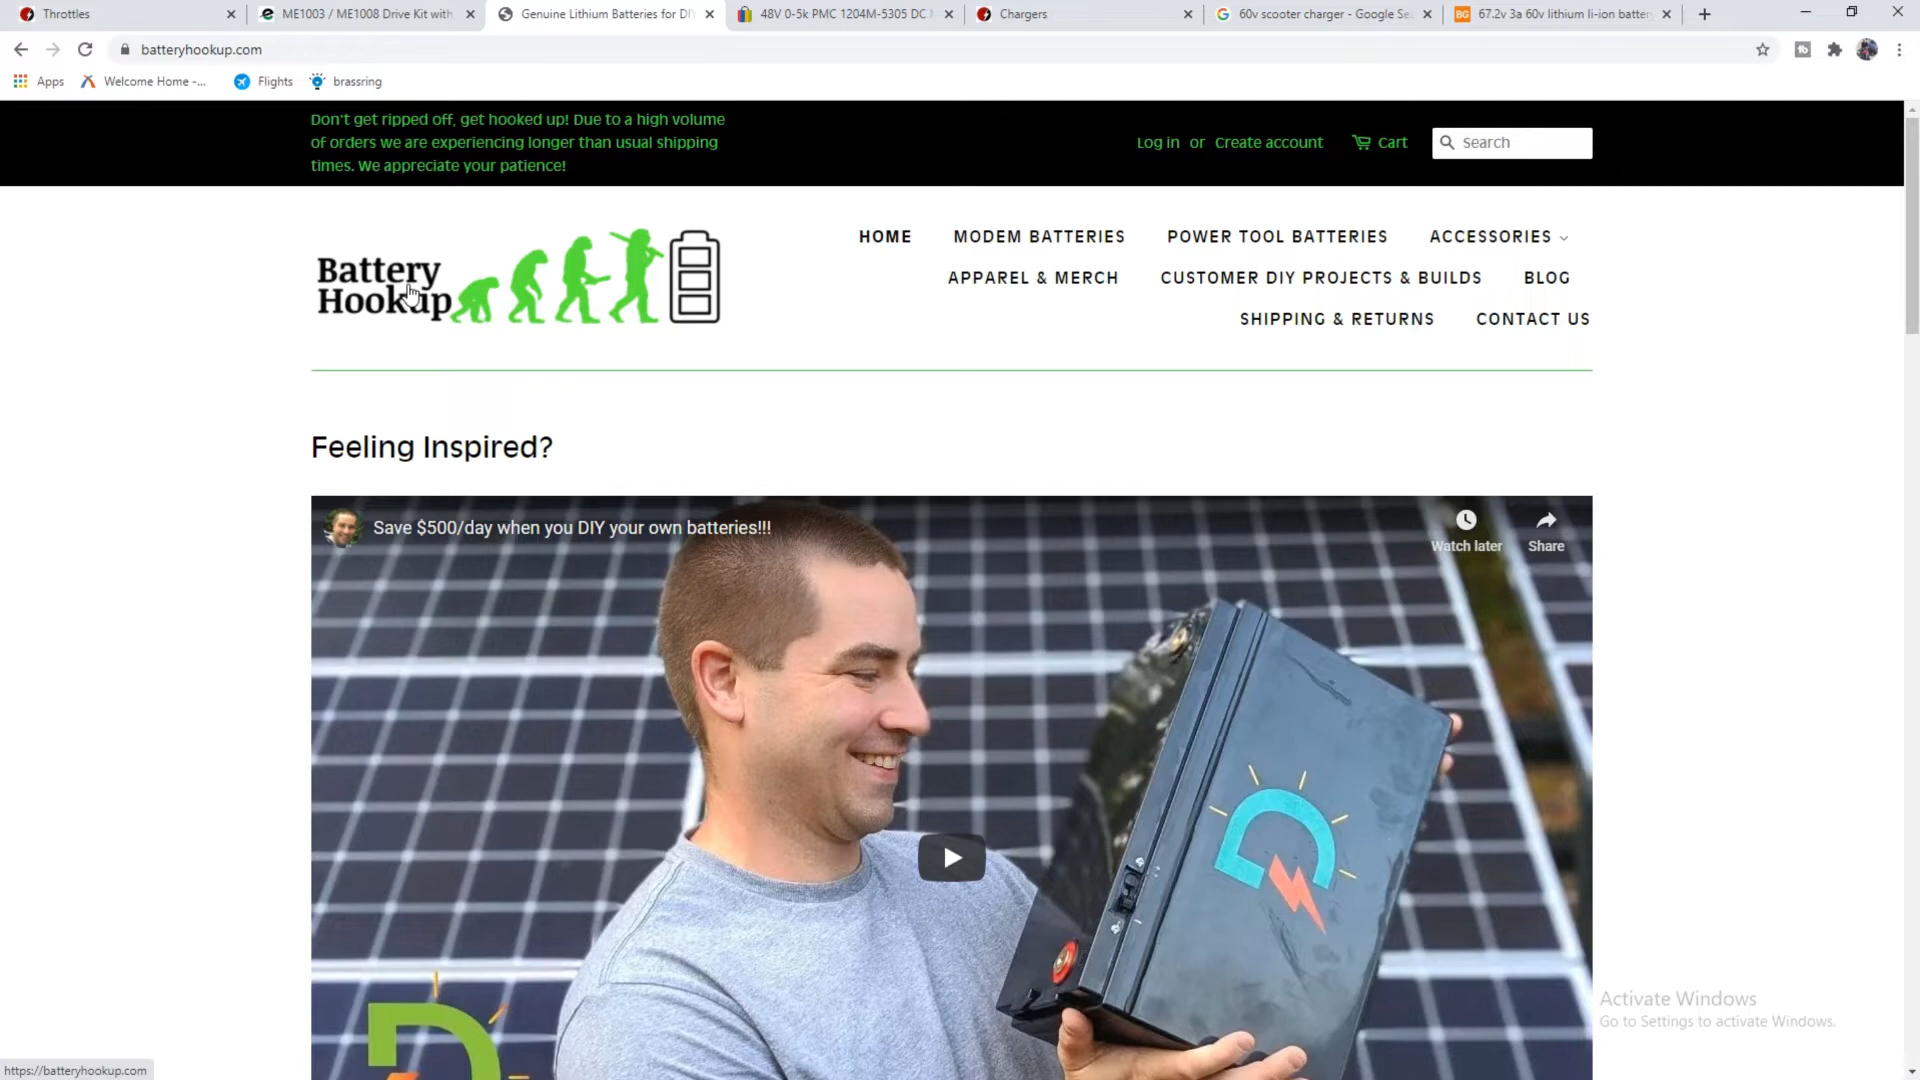 Throttles
ME1003 / ME1008 Drive Kit with
Genuine Lithium Batteries for DI
48V 0-5k PMC 1204M-5305 DC
Chargers
60v scooter charger - Google Se
67.2v 3a 60v lithium li-ion batter
batteryhookup.com
Apps
Welcome Home -...
Flights
brassring
Don't get ripped off, get hooked up! Due to a high volume
of orders we are experiencing longer than usual shipping
times. We appreciate your patience!
Log in or Create account
Cart
Search
Battery
Hookup
HOME
MODEM BATTERIES
POWER TOOL BATTERIES
ACCESSORIES
APPAREL & MERCH
CUSTOMER DIY PROJECTS & BUILDS
BLOG
SHIPPING & RETURNS
CONTACT US
Feeling Inspired?
Save $500/day when you DIY your own batteries!!!
Watch later
Share
Activate Windows
Go to Settings to activate Windows.
https://batteryhookup.com